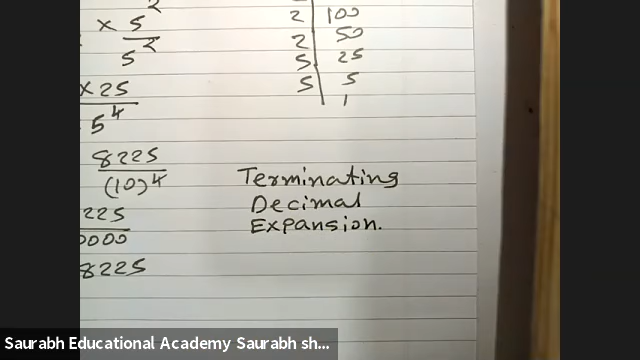 × 5²
5²
2 | 100
2 | 50
5 | 25
5 | 5
1
× 25
5⁴
8225
(10)⁴
225
0000
8225
Terminating
Decimal
Expansion.
Saurabh Educational Academy Saurabh sh...